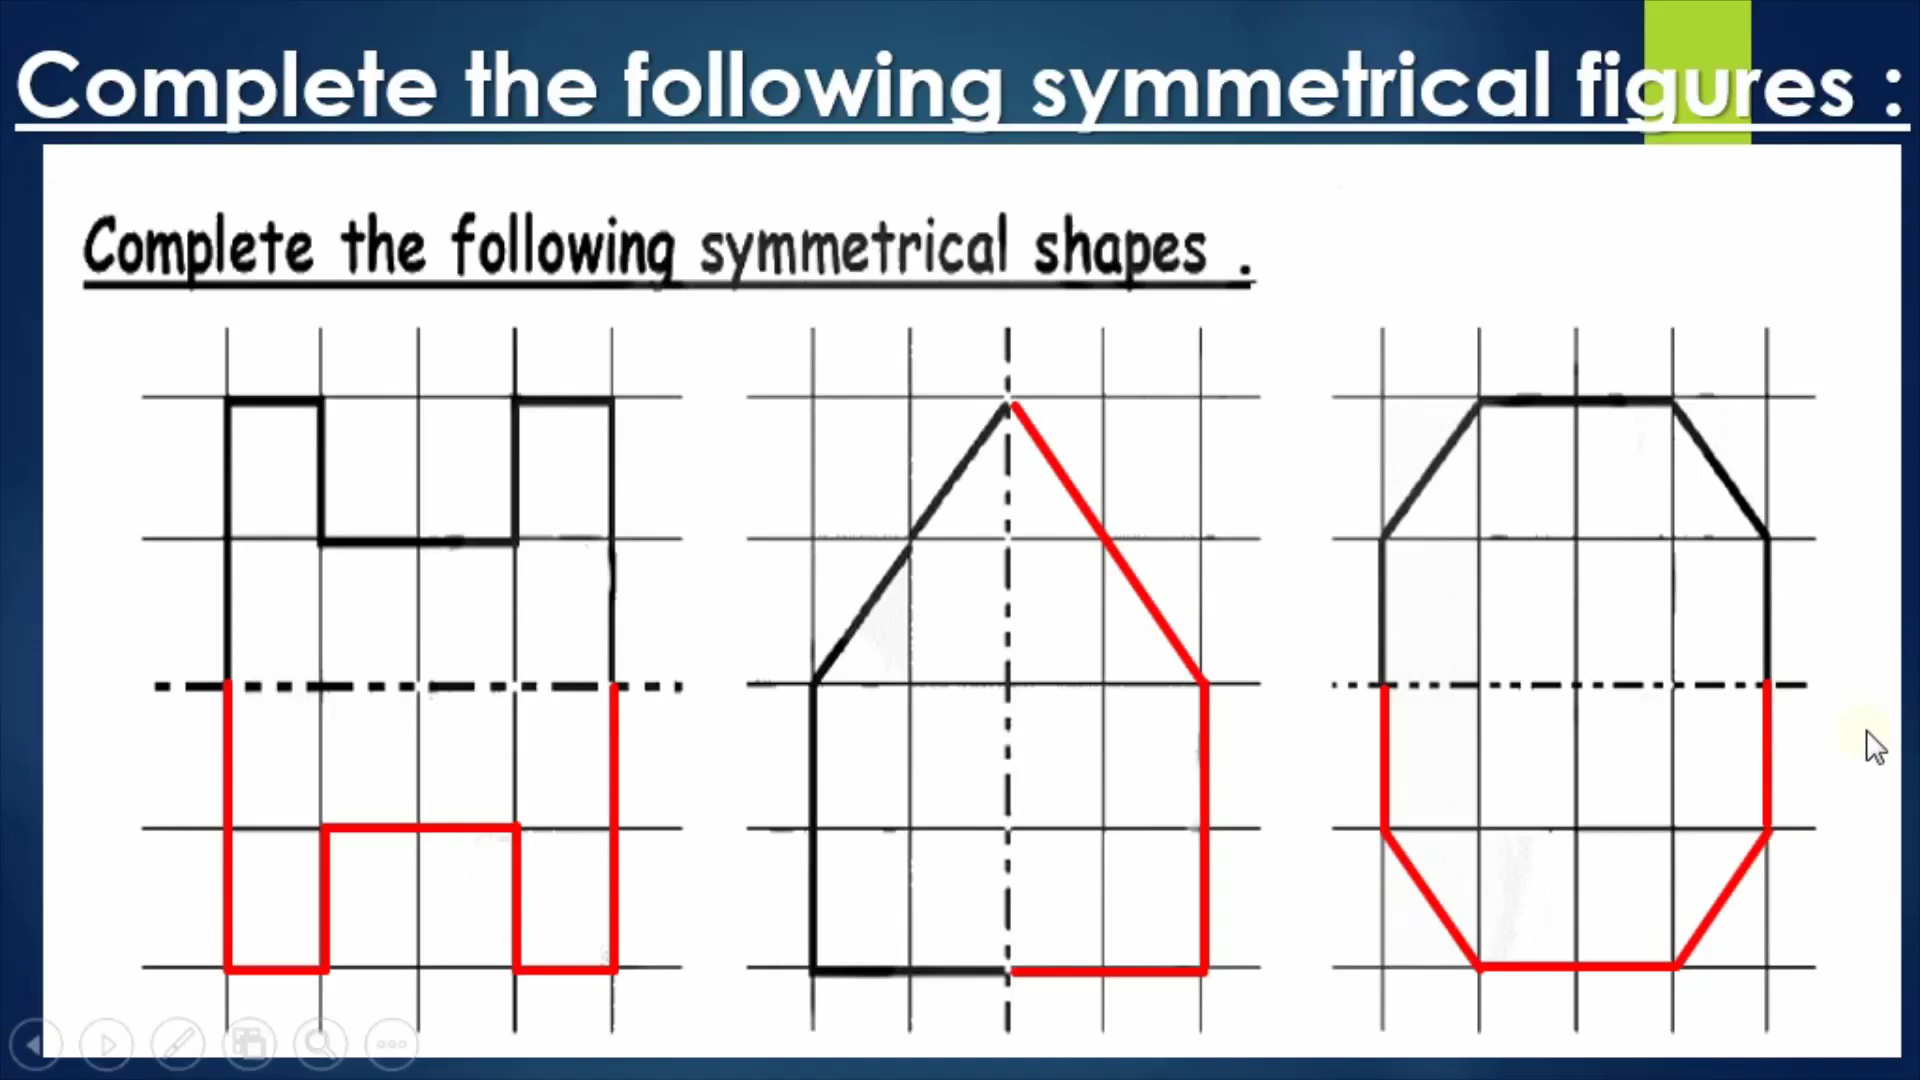 Complete the following symmetrical figures :
Complete the following symmetrical shapes .